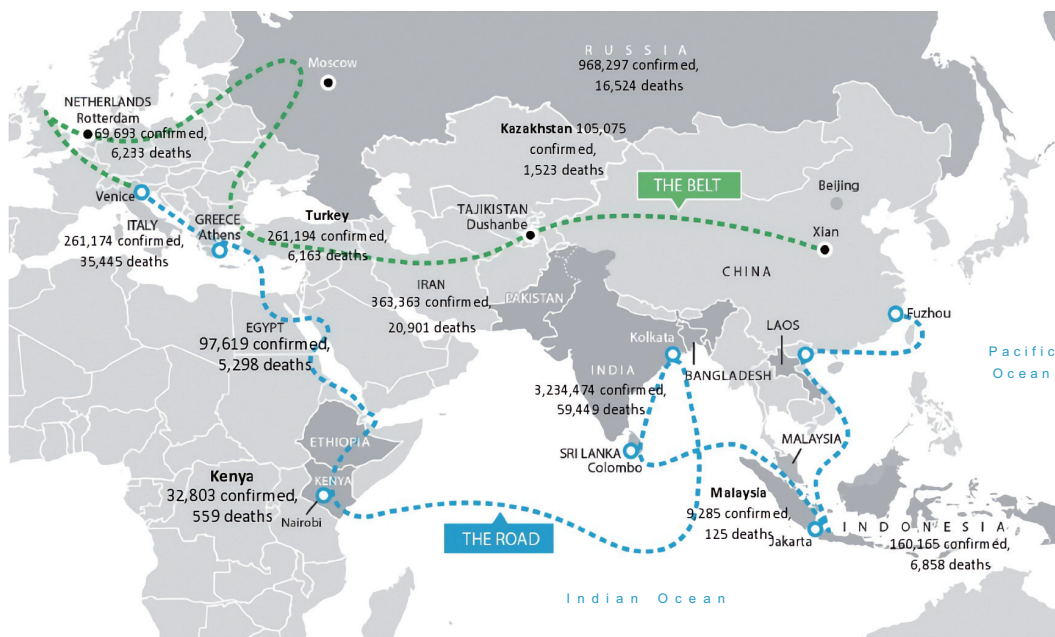 R U S S I A
968,297 confirmed,
16,524 deaths
Moscow
NETHERLANDS
Rotterdam
69,693 confirmed,
6,233 deaths
Kazakhstan 105,075
confirmed,
1,523 deaths
THE BELT
Beijing
Venice
ITALY
261,174 confirmed,
35,445 deaths
GREECE
Athens
Turkey
261,194 confirmed,
6,163 deaths
TAJIKISTAN
Dushanbe
Xian
CHINA
IRAN
363,363 confirmed,
20,901 deaths
PAKISTAN
EGYPT
97,619 confirmed,
5,298 deaths
Kolkata
LAOS
Fuzhou
INDIA
BANGLADESH
3,234,474 confirmed,
59,449 deaths
Pacific
Ocean
ETHIOPIA
SRI LANKA
Colombo
MALAYSIA
Kenya
32,803 confirmed,
559 deaths
KENYA
Nairobi
Malaysia
9,285 confirmed,
125 deaths
Jakarta
I N D O N E S I A
160,165 confirmed,
6,858 deaths
THE ROAD
Indian Ocean